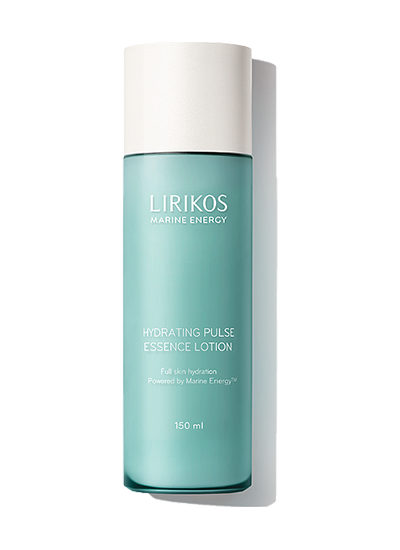 LIRIKOS
MARINE ENERGY
HYDRATING PULSE
ESSENCE LOTION
Full skin hydration
Powered by Marine Energy™
150 ml